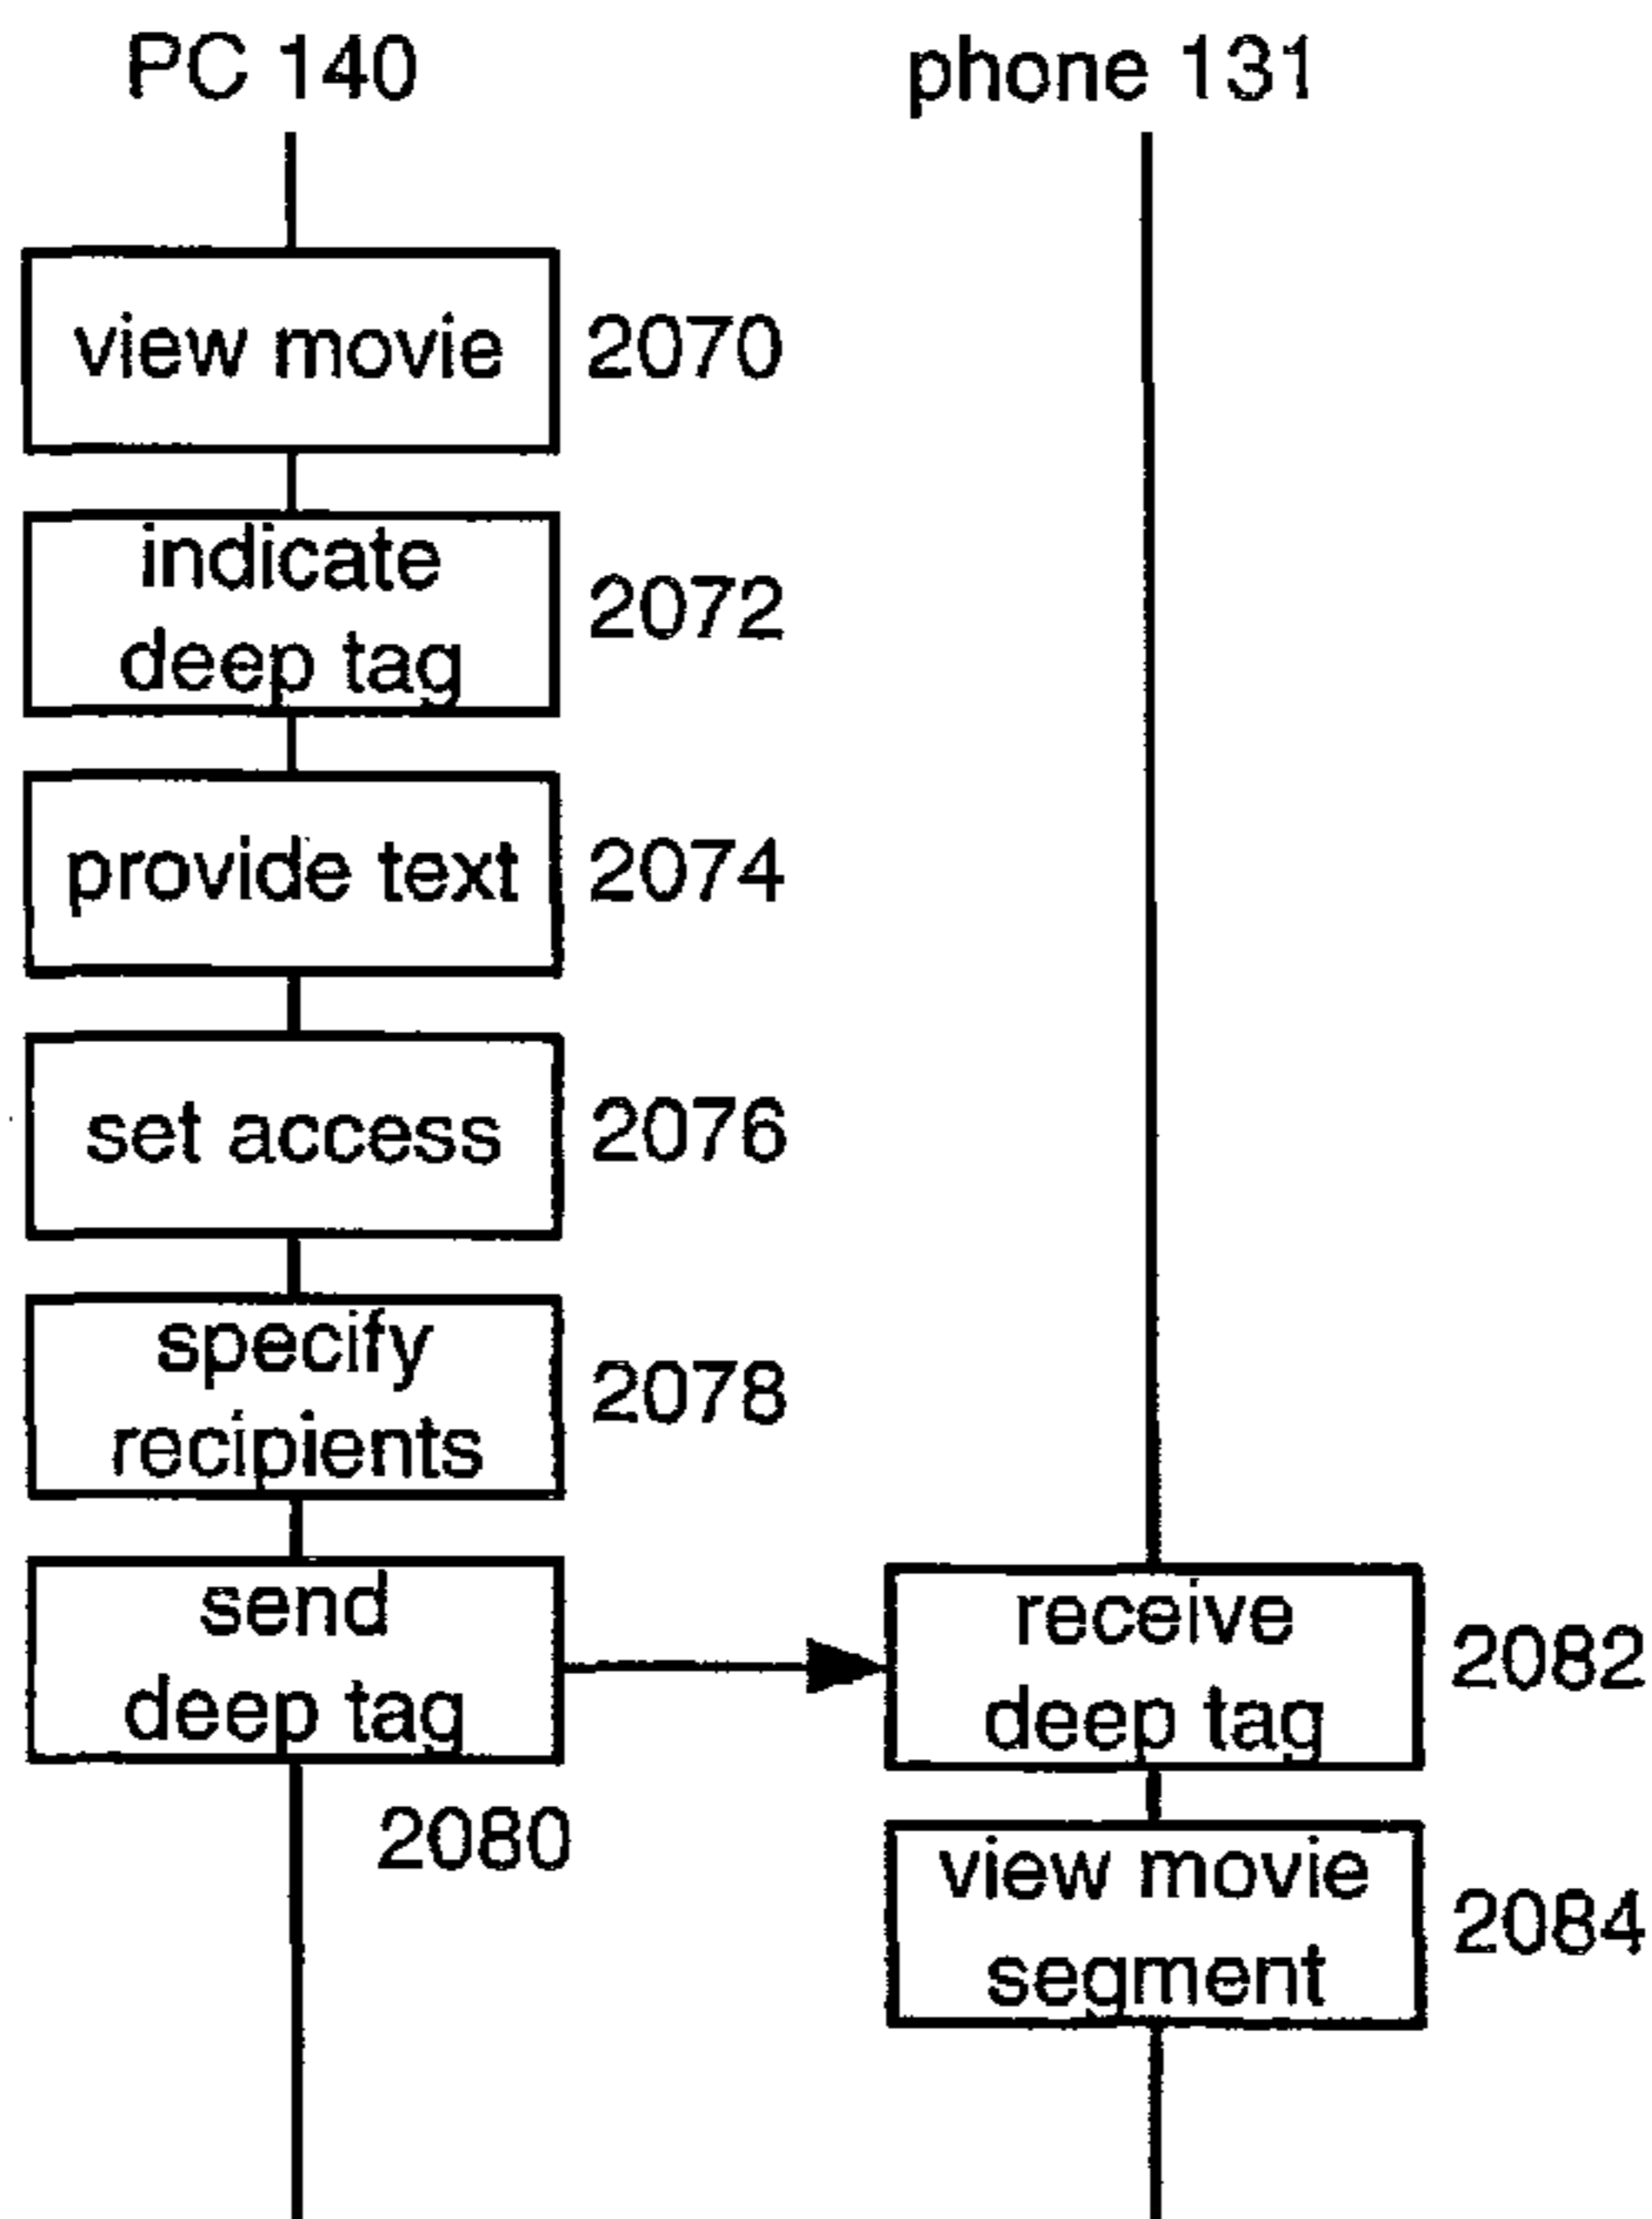 PC 140
phone 131
view movie
2070
indicate
deep tag
2072
provide text
2074
set access
2076
specify
recipients
2078
send
deep tag
2080
receive
deep tag
2082
view movie
segment
2084